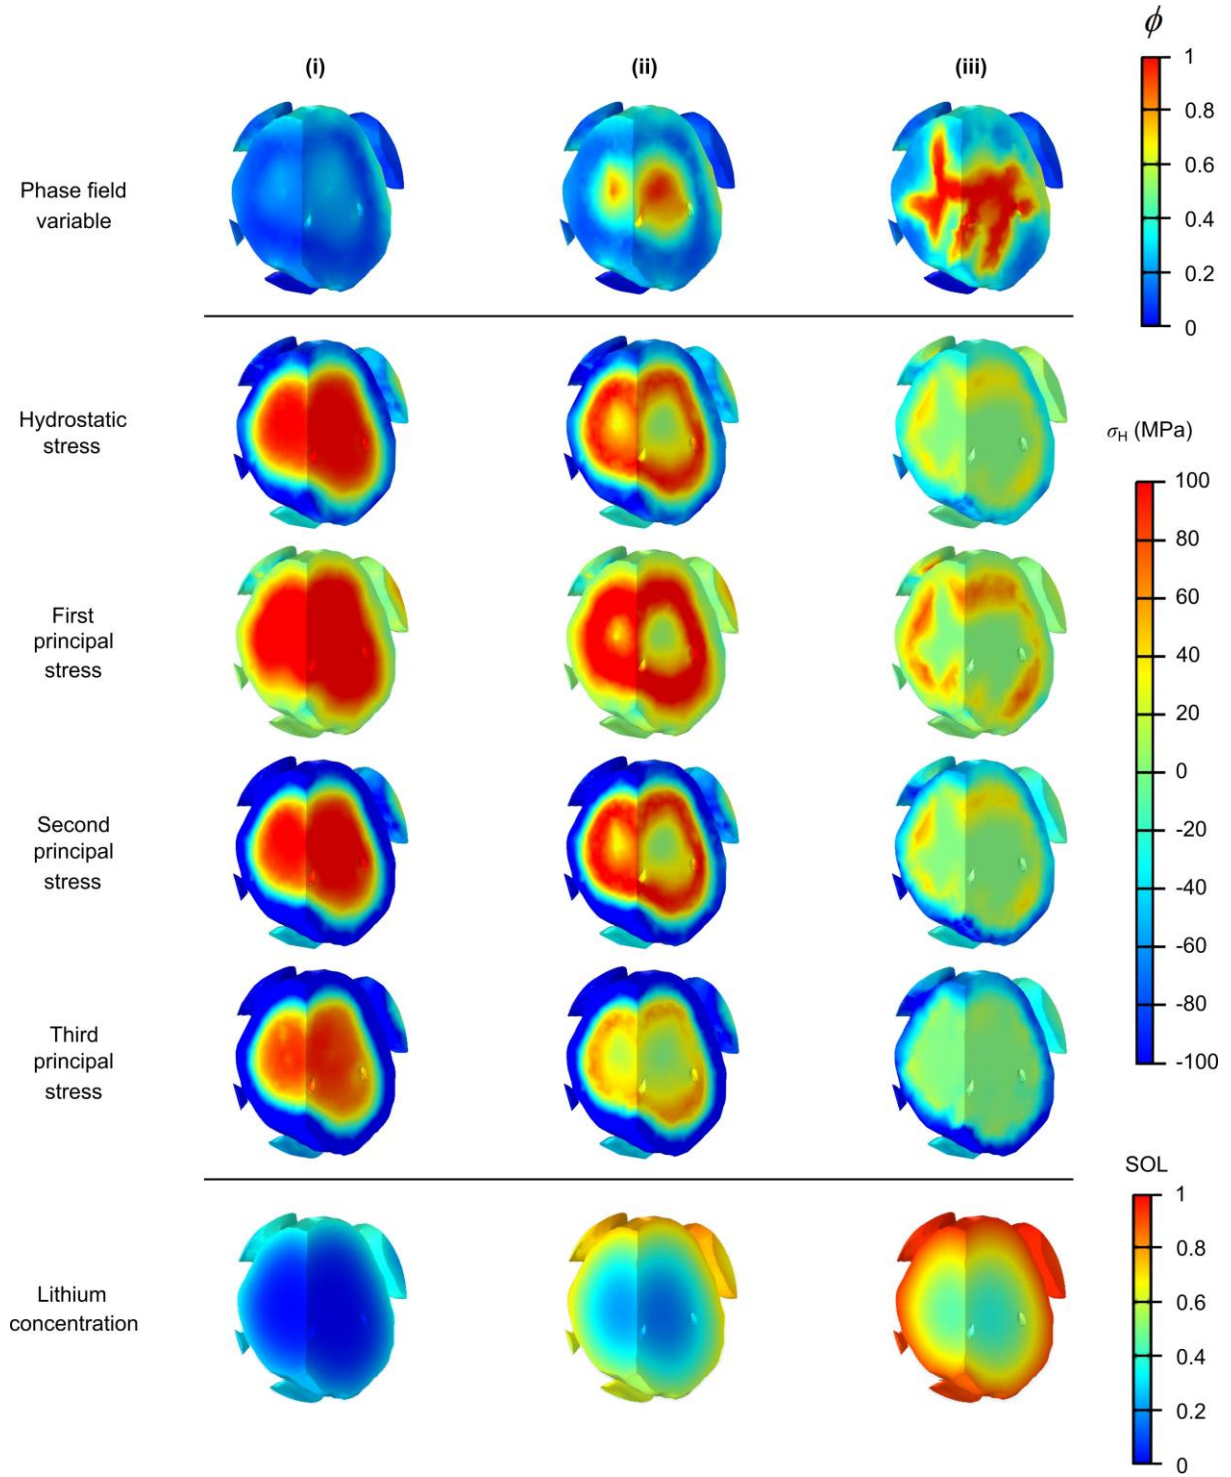 ϕ
(i) (ii) (iii)
1
0.8
0.6
0.4
0.2
0
Phase field
variable
Hydrostatic
stress
σH (MPa)
100
80
60
40
20
0
-20
-40
-60
-80
-100
First
principal
stress
Second
principal
stress
Third
principal
stress
SOL
1
0.8
0.6
0.4
0.2
0
Lithium
concentration